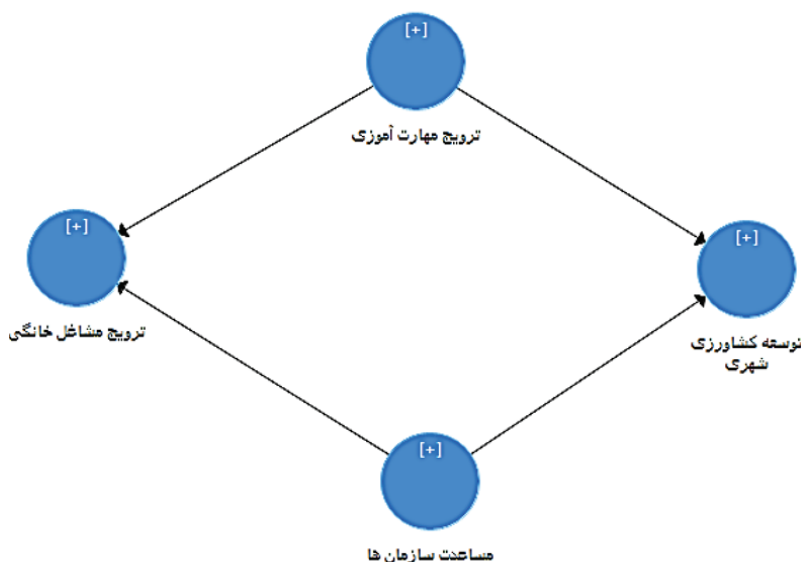 [+]
ترویج مهارت آموزی
[+]
ترویج مشاغل خانگی
[+]
توسعه کشاورزی
شهری
[+]
مساعدت سازمان ها